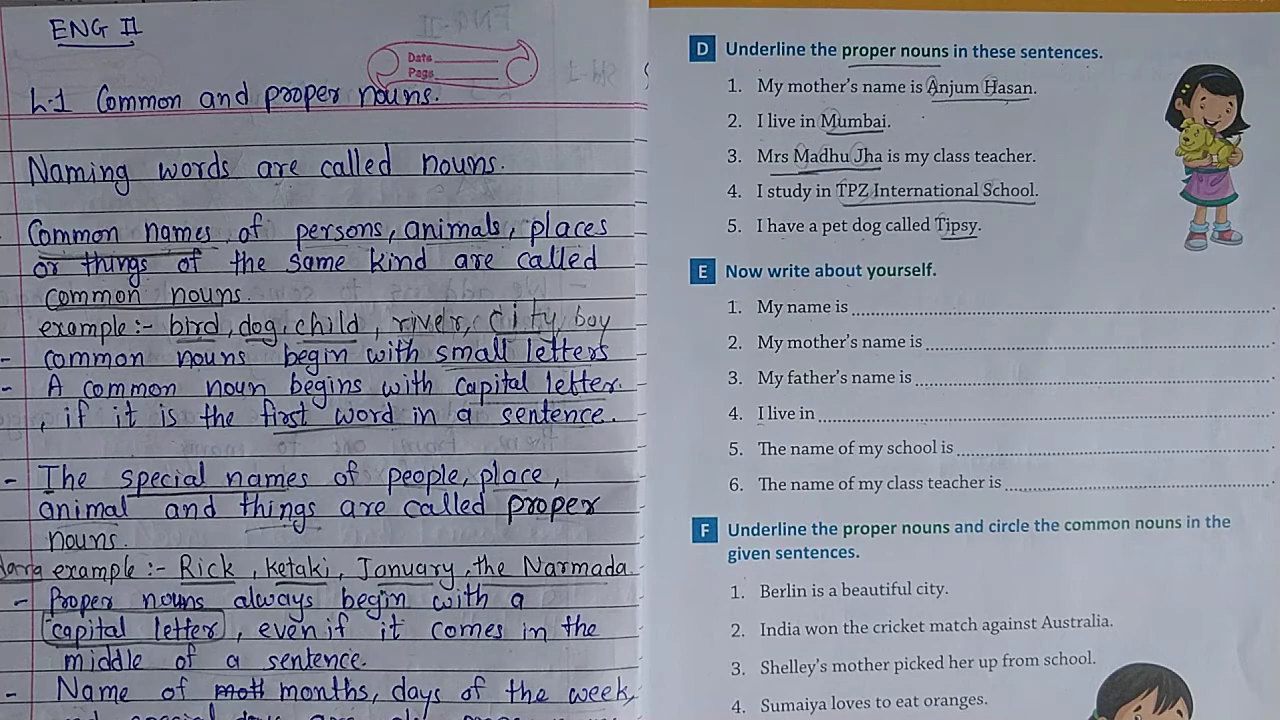 ENG II
Date
Page
L.1 Common and proper nouns.
Naming words are called nouns.
Common names of persons, animals, places
or things of the same kind are called
common nouns.
example :- bird, dog, child, river, city, boy
- common nouns begin with small letters
- A common noun begins with capital letter.
, if it is the first word in a sentence.
- The special names of people, place,
animal and things are called proper
nouns.
example :- Rick, ketaki, January, the Narmada.
- Proper nouns always begin with a
capital letter, even if it comes in the
middle of a sentence.
- Name of months, days of the week,
D Underline the proper nouns in these sentences.
1. My mother's name is Anjum Hasan.
2. I live in Mumbai.
3. Mrs Madhu Jha is my class teacher.
4. I study in TPZ International School.
5. I have a pet dog called Tipsy.
E Now write about yourself.
1. My name is
2. My mother's name is
3. My father's name is
4. I live in
5. The name of my school is
6. The name of my class teacher is
F Underline the proper nouns and circle the common nouns in the
given sentences.
1. Berlin is a beautiful city.
2. India won the cricket match against Australia.
3. Shelley's mother picked her up from school.
4. Sumaiya loves to eat oranges.